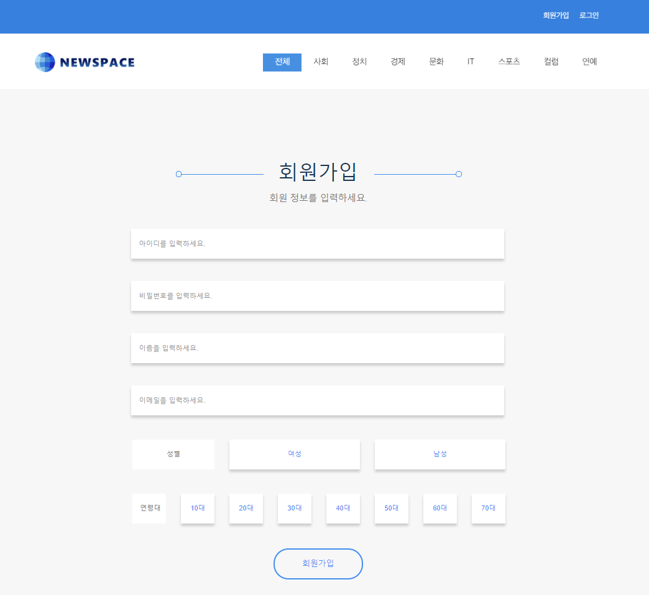 회원가입 로그인
NEWSPACE 전체 사회 정치 경제 문화 IT 스포츠 컬럼 연예
회원가입
회원 정보를 입력하세요.
아이디를 입력하세요.
비밀번호를 입력하세요.
이름을 입력하세요.
이메일을 입력하세요.
성별 여성 남성
연령대 10대 20대 30대 40대 50대 60대 70대
회원가입